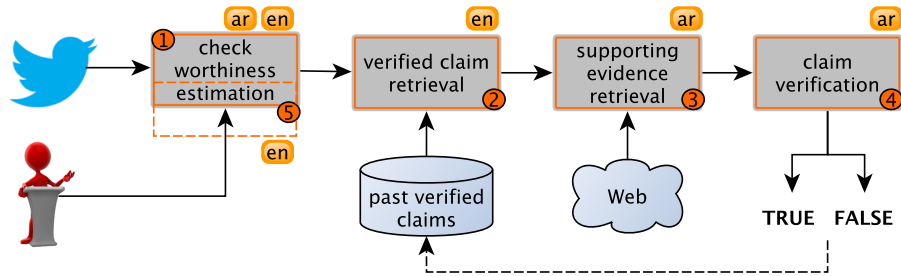 ar en
en
ar
ar
1
check
worthiness
estimation
5
verified claim
retrieval
2
supporting
evidence
retrieval
3
claim
verification
4
en
past verified
claims
Web
TRUE FALSE